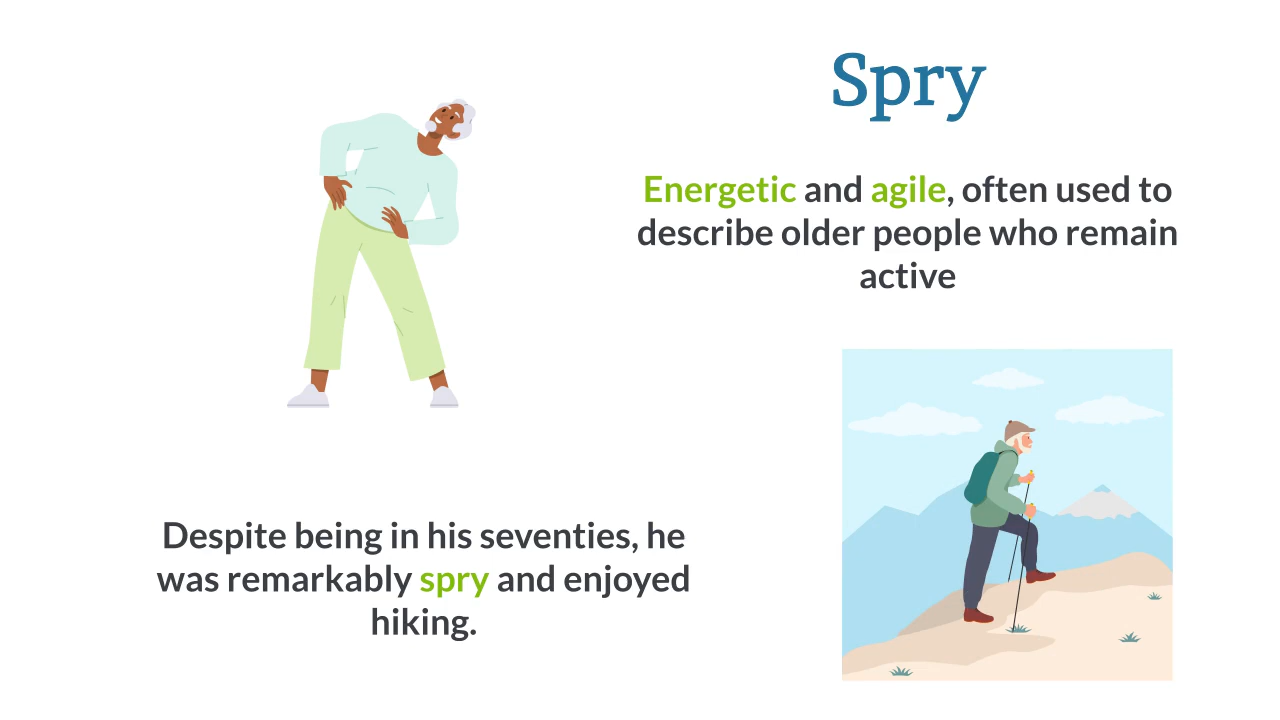 Spry
Energetic and agile, often used to
describe older people who remain
active
Despite being in his seventies, he
was remarkably spry and enjoyed
hiking.